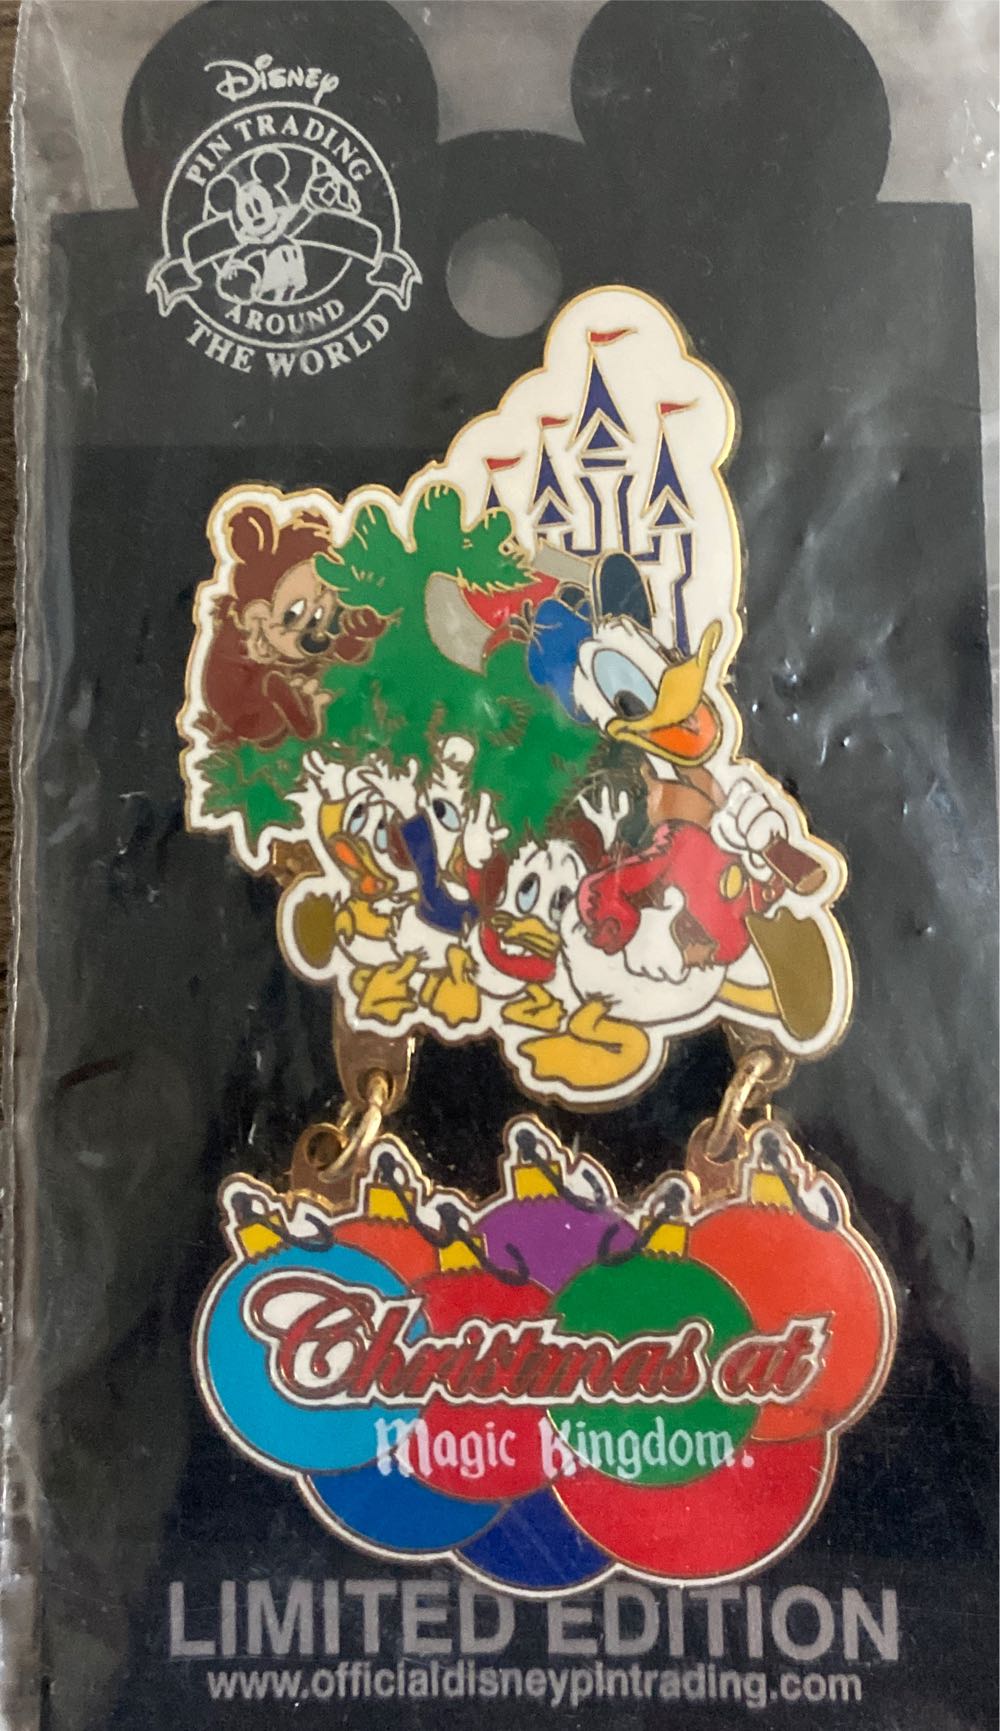 Disney
PIN TRADING
AROUND
THE WORLD
Christmas at
Magic Kingdom.
LIMITED EDITION
www.officialdisneypintrading.com